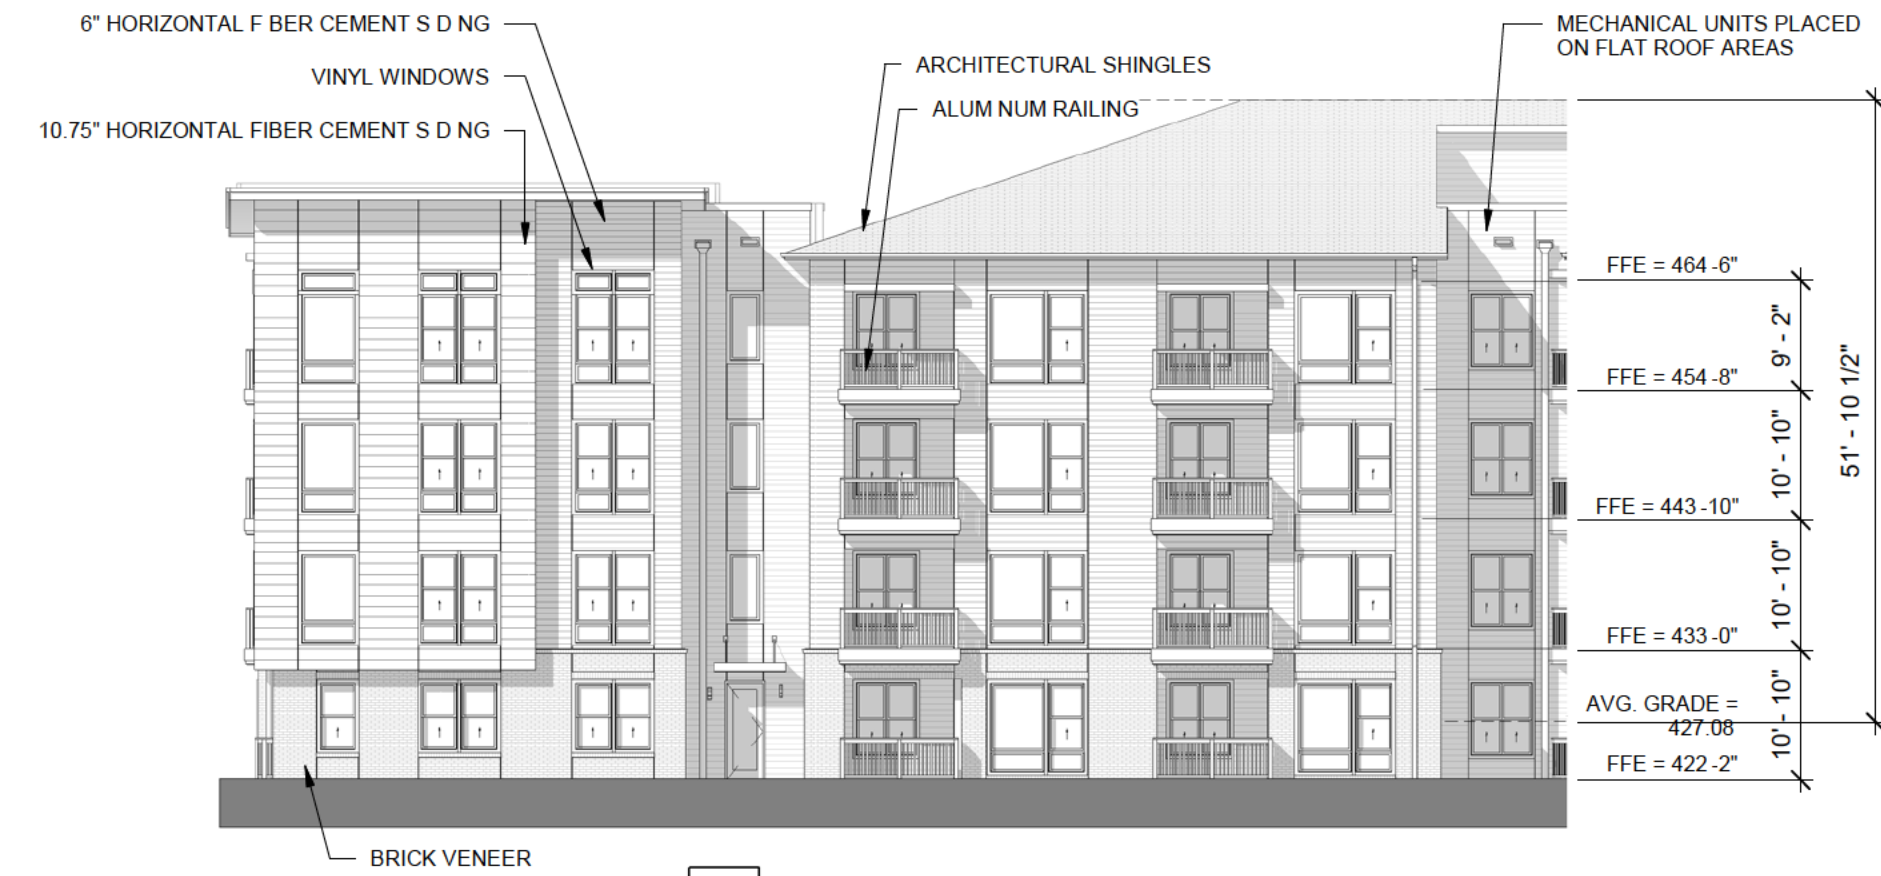 6" HORIZONTAL F BER CEMENT S D NG
VINYL WINDOWS
10.75" HORIZONTAL FIBER CEMENT S D NG
ARCHITECTURAL SHINGLES
ALUM NUM RAILING
MECHANICAL UNITS PLACED
ON FLAT ROOF AREAS
FFE = 464 -6"
9' - 2"
FFE = 454 -8"
10' - 10"
51' - 10 1/2"
FFE = 443 -10"
10' - 10"
FFE = 433 -0"
AVG. GRADE =
427.08
10' - 10"
FFE = 422 -2"
BRICK VENEER